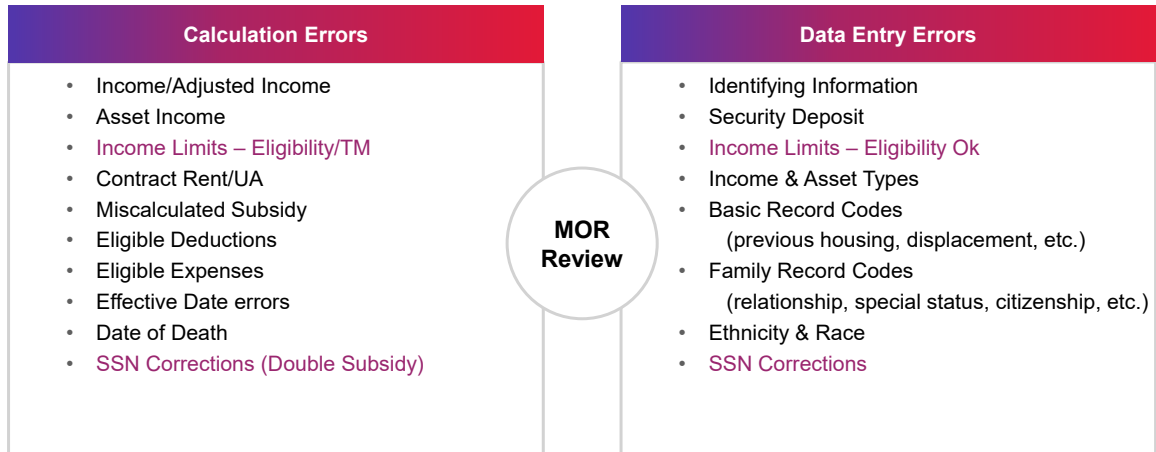 Calculation Errors
• Income/Adjusted Income
• Asset Income
• Income Limits – Eligibility/TM
• Contract Rent/UA
• Miscalculated Subsidy
• Eligible Deductions
• Eligible Expenses
• Effective Date errors
• Date of Death
• SSN Corrections (Double Subsidy)
MOR
Review
Data Entry Errors
• Identifying Information
• Security Deposit
• Income Limits – Eligibility Ok
• Income & Asset Types
• Basic Record Codes
(previous housing, displacement, etc.)
• Family Record Codes
(relationship, special status, citizenship, etc.)
• Ethnicity & Race
• SSN Corrections